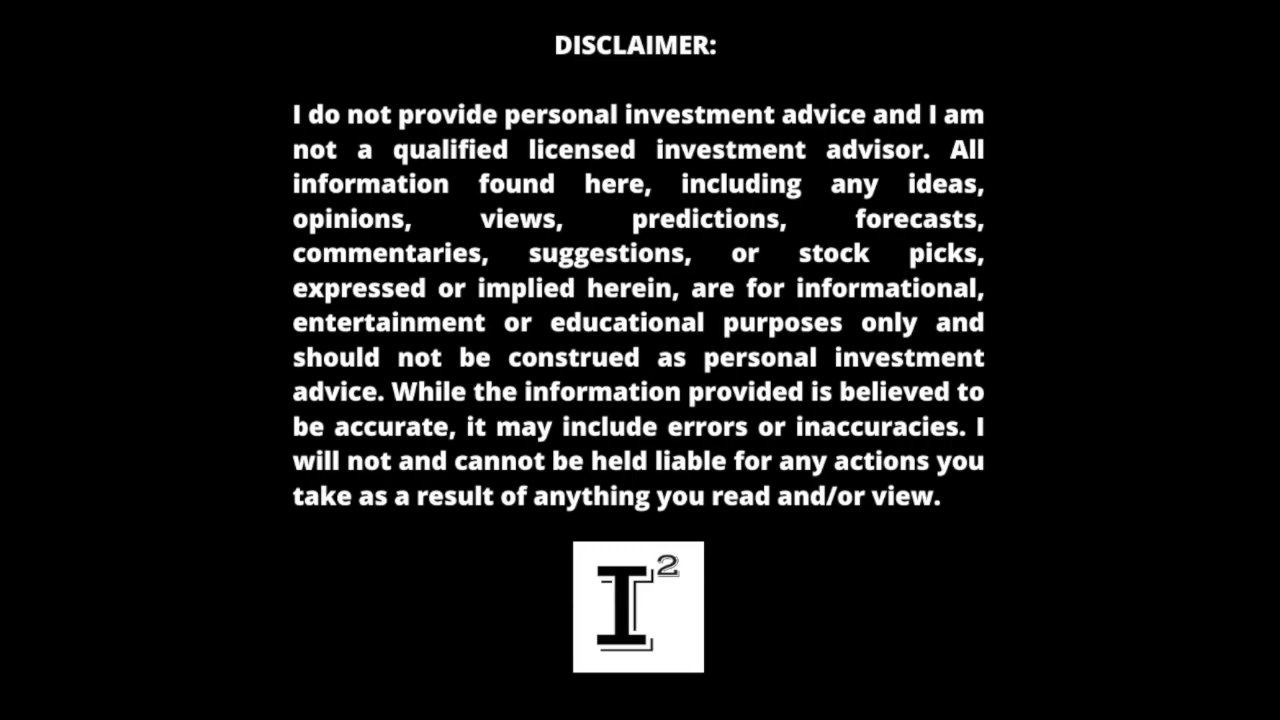 DISCLAIMER:
I do not provide personal investment advice and I am
not a qualified licensed investment advisor. All
information found here, including any ideas,
opinions, views, predictions, forecasts,
commentaries, suggestions, or stock picks,
expressed or implied herein, are for informational,
entertainment or educational purposes only and
should not be construed as personal investment
advice. While the information provided is believed to
be accurate, it may include errors or inaccuracies. I
will not and cannot be held liable for any actions you
take as a result of anything you read and/or view.
I²